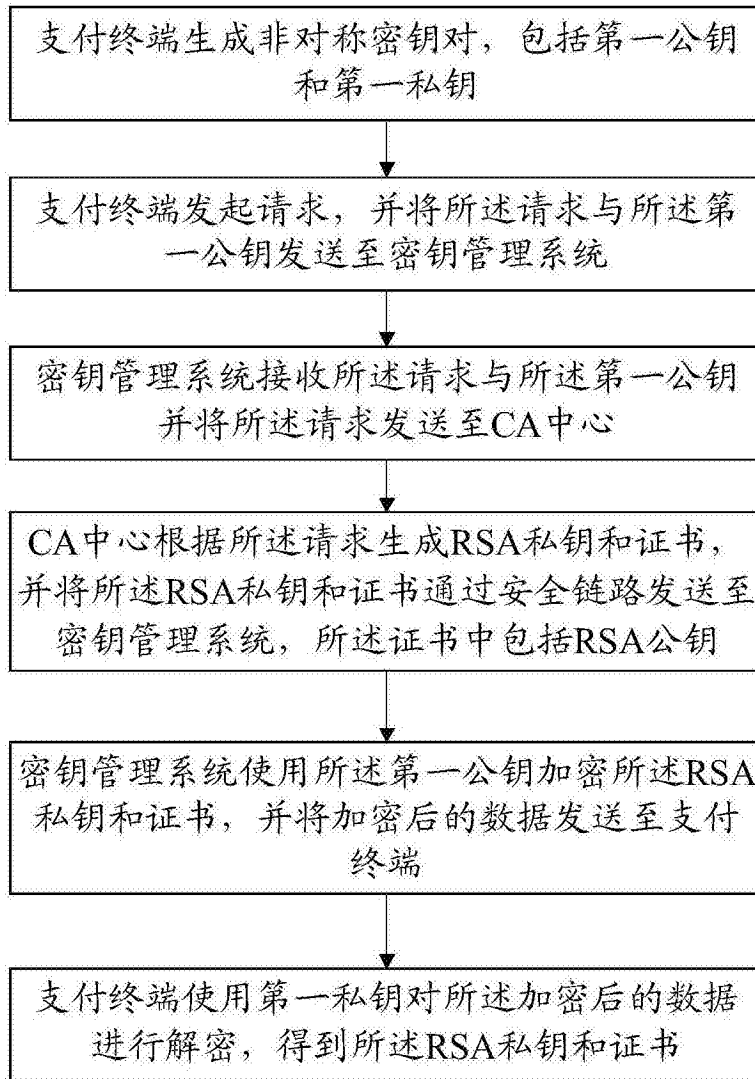 支付终端生成非对称密钥对，包括第一公钥
和第一私钥
支付终端发起请求，并将所述请求与所述第
一公钥发送至密钥管理系统
密钥管理系统接收所述请求与所述第一公钥
并将所述请求发送至CA中心
CA中心根据所述请求生成RSA私钥和证书，
并将所述RSA私钥和证书通过安全链路发送至
密钥管理系统，所述证书中包括RSA公钥
密钥管理系统使用所述第一公钥加密所述RSA
私钥和证书，并将加密后的数据发送至支付
终端
支付终端使用第一私钥对所述加密后的数据
进行解密，得到所述RSA私钥和证书